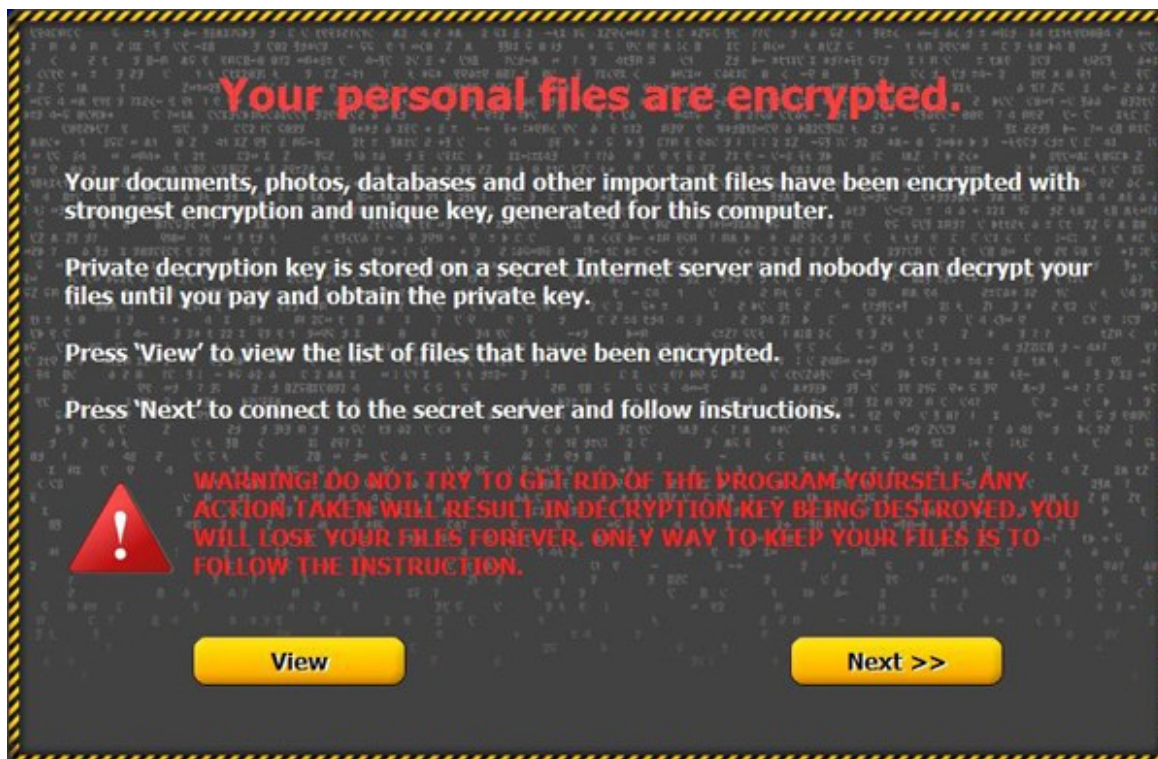 Your personal files are encrypted.
Your documents, photos, databases and other important files have been encrypted with
strongest encryption and unique key, generated for this computer.
Private decryption key is stored on a secret Internet server and nobody can decrypt your
files until you pay and obtain the private key.
Press 'View' to view the list of files that have been encrypted.
Press 'Next' to connect to the secret server and follow instructions.
WARNING! DO NOT TRY TO GET RID OF THE PROGRAM YOURSELF. ANY
ACTION TAKEN WILL RESULT IN DECRYPTION KEY BEING DESTROYED. YOU
WILL LOSE YOUR FILES FOREVER. ONLY WAY TO KEEP YOUR FILES IS TO
FOLLOW THE INSTRUCTION.
View
Next >>